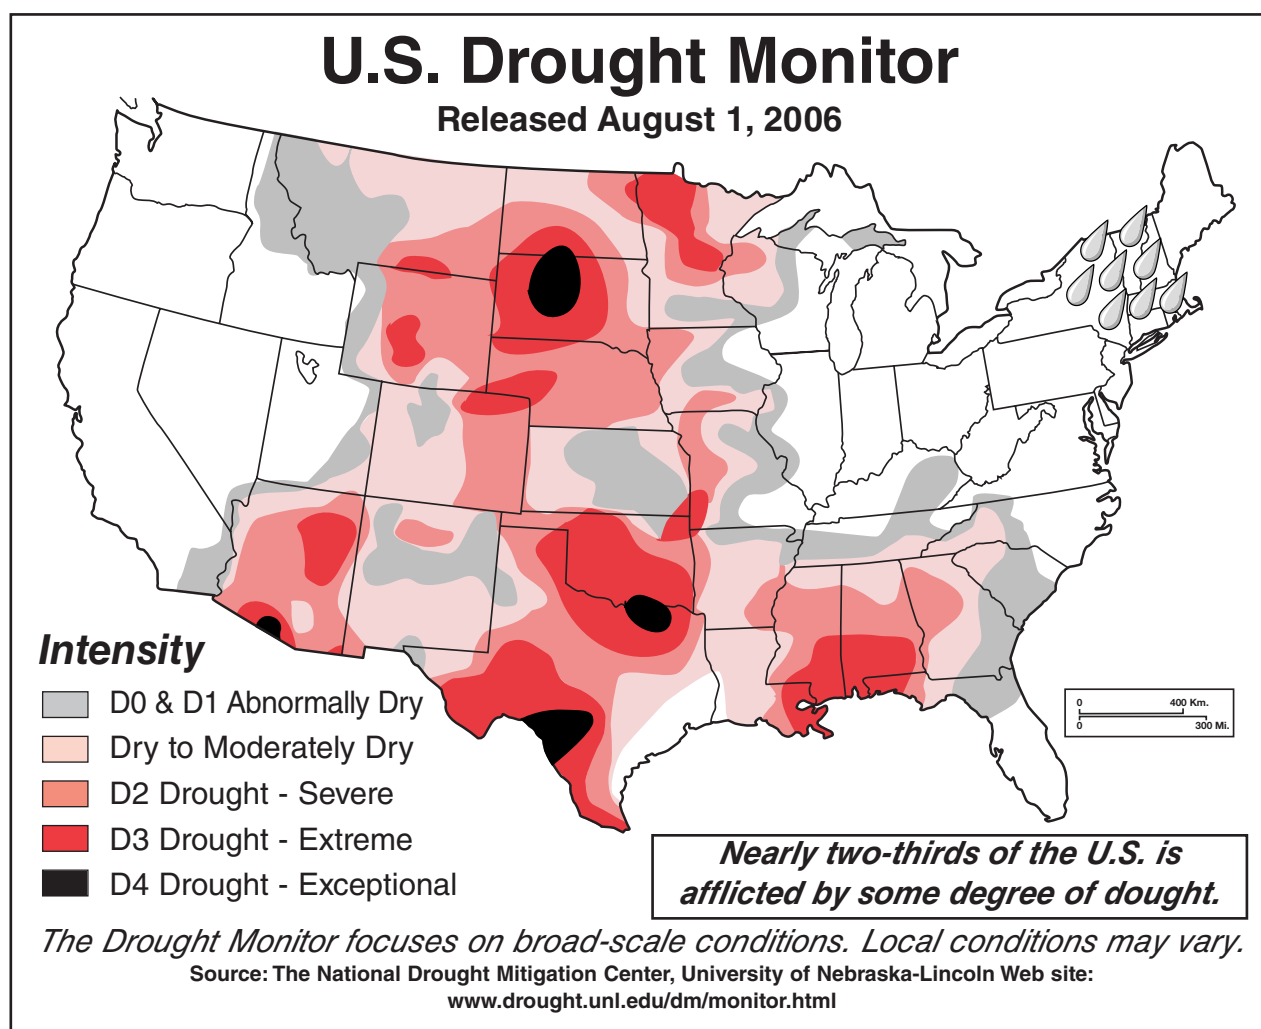 U.S. Drought Monitor
Released August 1, 2006
Intensity
D0 & D1 Abnormally Dry
Dry to Moderately Dry
D2 Drought - Severe
D3 Drought - Extreme
D4 Drought - Exceptional
0 400 Km.
0 300 Mi.
Nearly two-thirds of the U.S. is
afflicted by some degree of dought.
The Drought Monitor focuses on broad-scale conditions. Local conditions may vary.
Source: The National Drought Mitigation Center, University of Nebraska-Lincoln Web site:
www.drought.unl.edu/dm/monitor.html